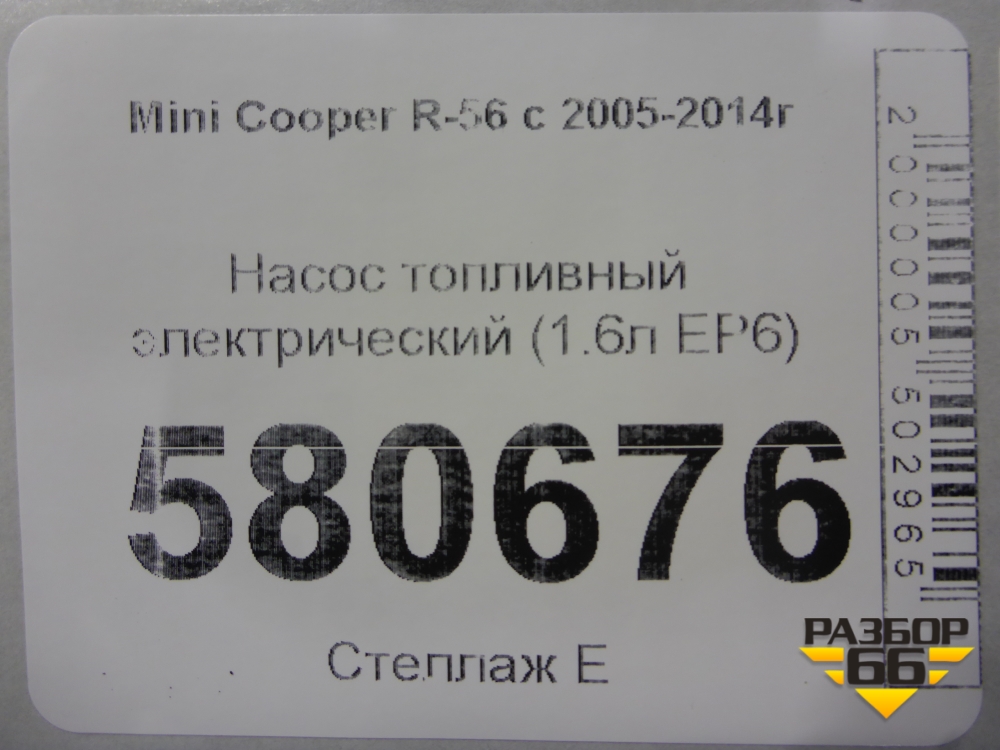 Mini Cooper R-56 с 2005-2014г
Насос топливный
электрический (1.6л EP6)
580676
Стеллаж Е
2000005502965
РАЗБОР
66